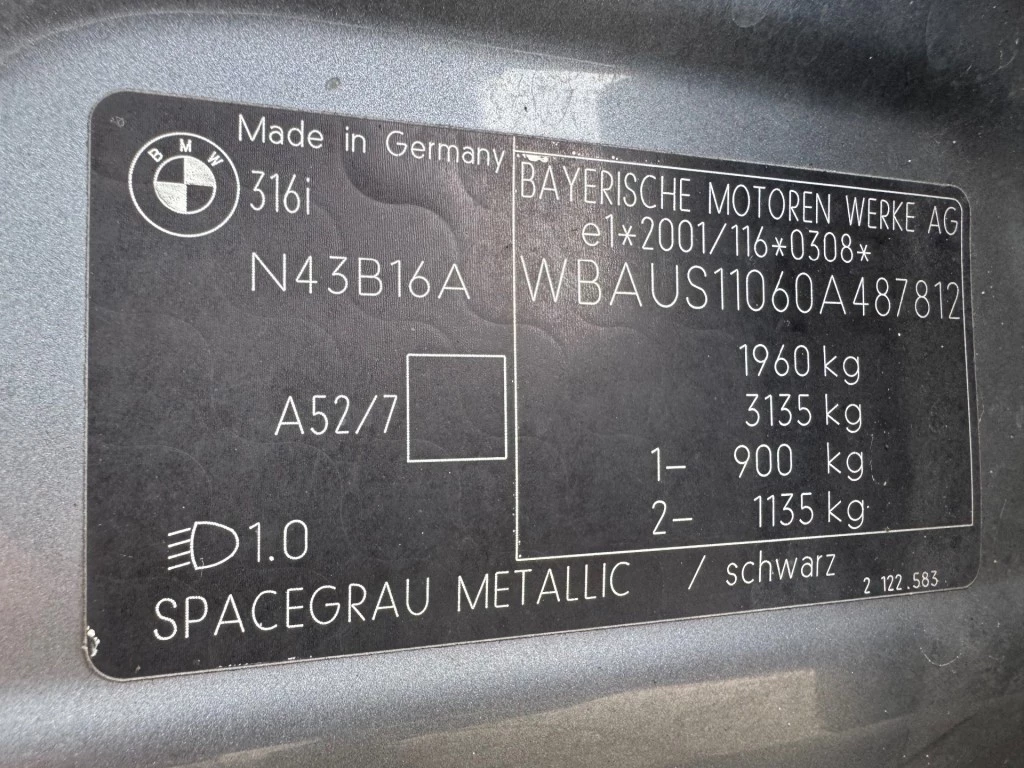 BMW
Made in Germany
316i
N43B16A
A52/7
1.0
SPACEGRAU METALLIC / schwarz
2 122.583
BAYERISCHE MOTOREN WERKE AG
e1*2001/116*0308*
WBAUS11060A487812
1960 kg
3135 kg
1- 900 kg
2- 1135 kg